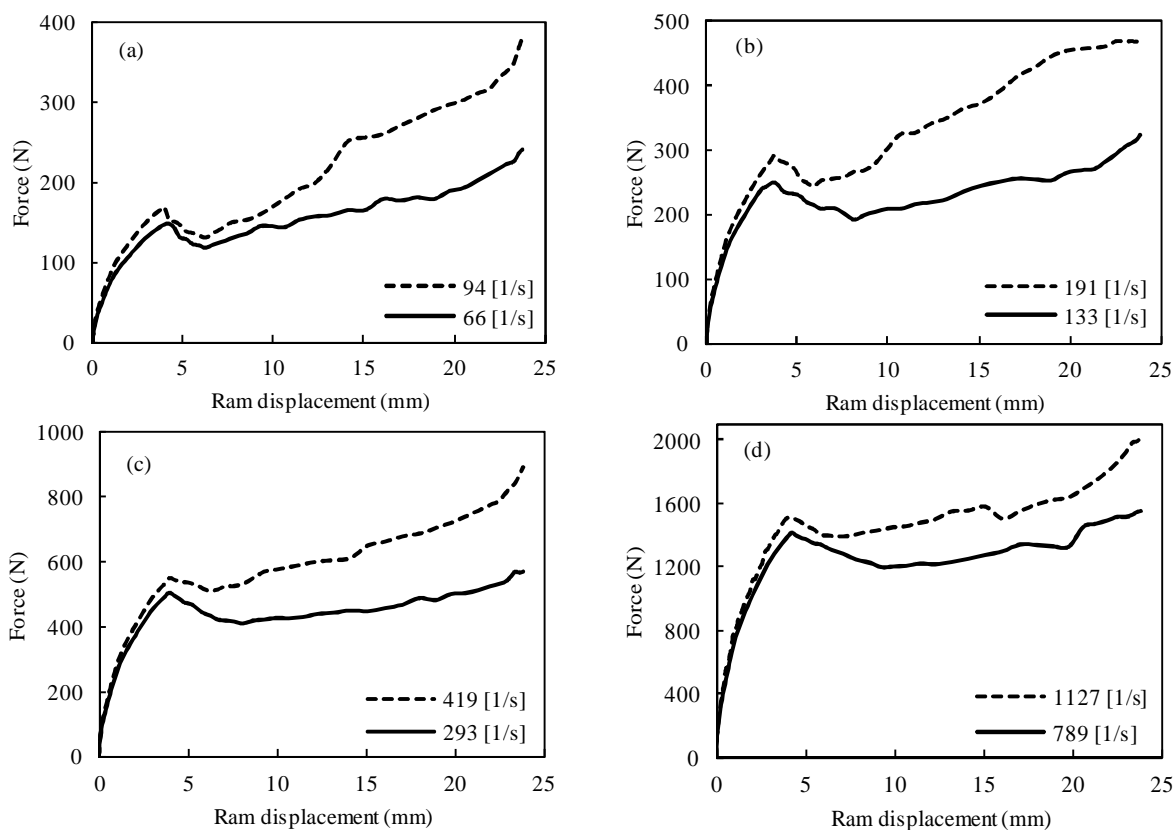 (a)
Force (N)
400
300
200
100
0
94 [1/s]
66 [1/s]
0 5 10 15 20 25
Ram displacement (mm)
(b)
Force (N)
500
400
300
200
100
0
191 [1/s]
133 [1/s]
0 5 10 15 20 25
Ram displacement (mm)
(c)
Force (N)
1000
800
600
400
200
0
419 [1/s]
293 [1/s]
0 5 10 15 20 25
Ram displacement (mm)
(d)
Force (N)
2000
1600
1200
800
400
0
1127 [1/s]
789 [1/s]
0 5 10 15 20 25
Ram displacement (mm)